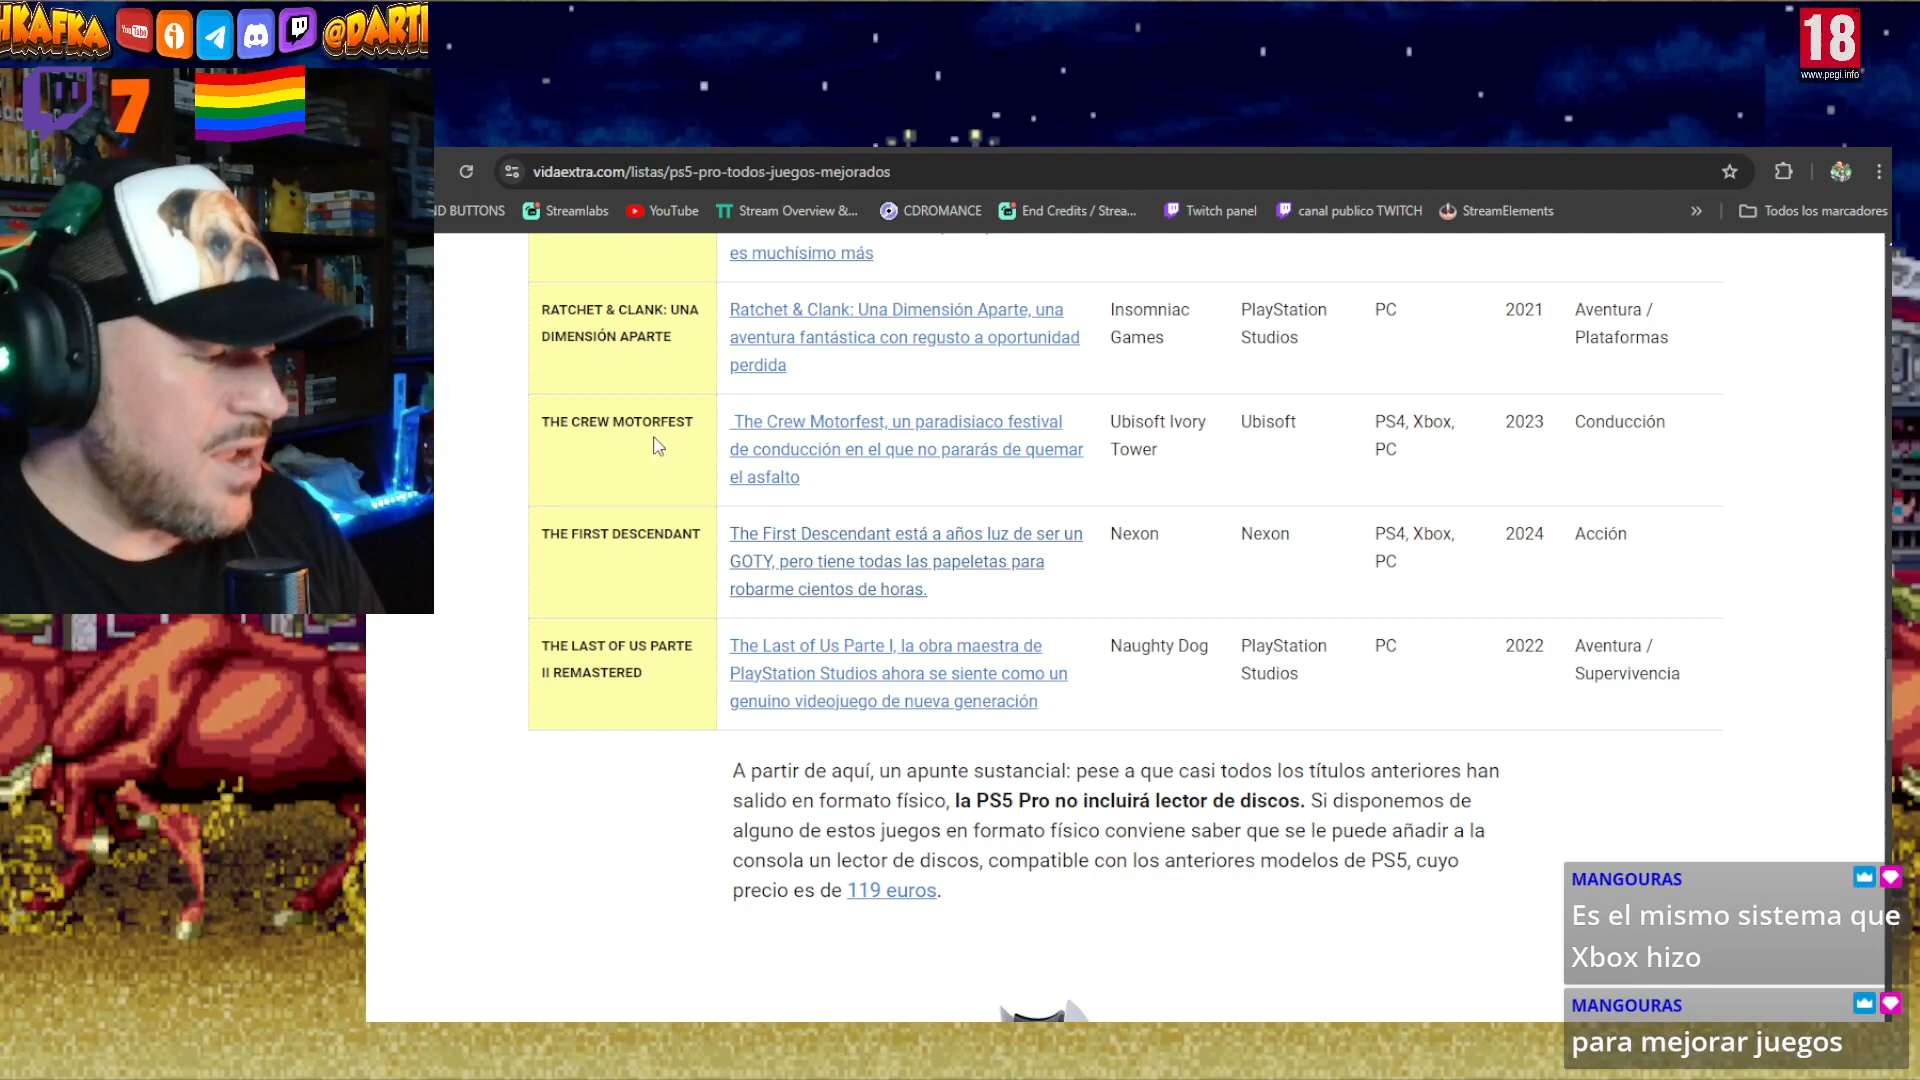 HKAFKA
YouTube
@DARTH
18
www.pegi.info
7
vidaextra.com/listas/ps5-pro-todos-juegos-mejorados
ND BUTTONS
Streamlabs
YouTube
Stream Overview &...
CDROMANCE
End Credits / Strea...
Twitch panel
canal publico TWITCH
StreamElements
»
Todos los marcadores
es muchísimo más
RATCHET & CLANK: UNA
DIMENSIÓN APARTE
Ratchet & Clank: Una Dimensión Aparte, una
aventura fantástica con regusto a oportunidad
perdida
Insomniac
Games
PlayStation
Studios
PC
2021
Aventura /
Plataformas
THE CREW MOTORFEST
The Crew Motorfest, un paradisiaco festival
de conducción en el que no pararás de quemar
el asfalto
Ubisoft Ivory
Tower
Ubisoft
PS4, Xbox,
PC
2023
Conducción
THE FIRST DESCENDANT
The First Descendant está a años luz de ser un
GOTY, pero tiene todas las papeletas para
robarme cientos de horas.
Nexon
Nexon
PS4, Xbox,
PC
2024
Acción
THE LAST OF US PARTE
II REMASTERED
The Last of Us Parte I, la obra maestra de
PlayStation Studios ahora se siente como un
genuino videojuego de nueva generación
Naughty Dog
PlayStation
Studios
PC
2022
Aventura /
Supervivencia
A partir de aquí, un apunte sustancial: pese a que casi todos los títulos anteriores han
salido en formato físico, la PS5 Pro no incluirá lector de discos. Si disponemos de
alguno de estos juegos en formato físico conviene saber que se le puede añadir a la
consola un lector de discos, compatible con los anteriores modelos de PS5, cuyo
precio es de 119 euros.
MANGOURAS
Es el mismo sistema que
Xbox hizo
MANGOURAS
para mejorar juegos